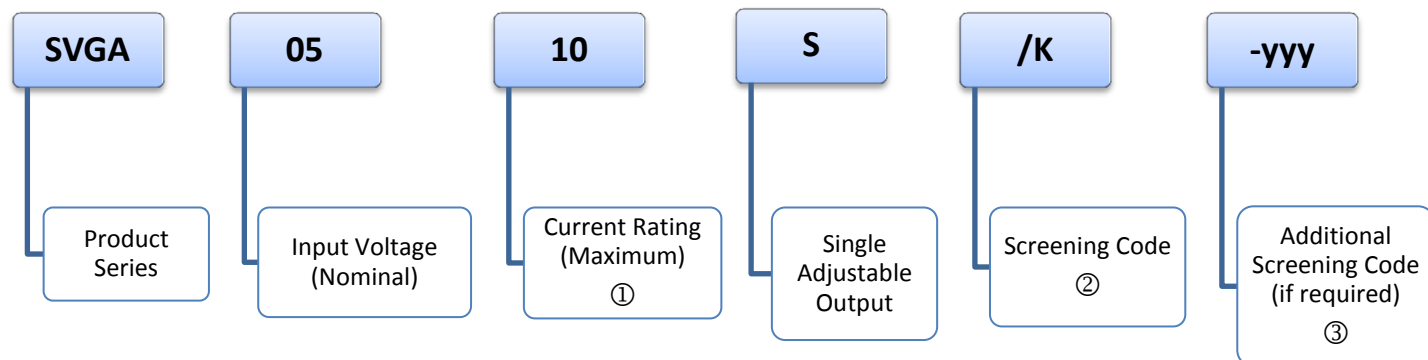 SVGA
05
10
S
/K
-yyy
Product
Series
Input Voltage
(Nominal)
Current Rating
(Maximum)
①
Single
Adjustable
Output
Screening Code
②
Additional
Screening Code
(if required)
③